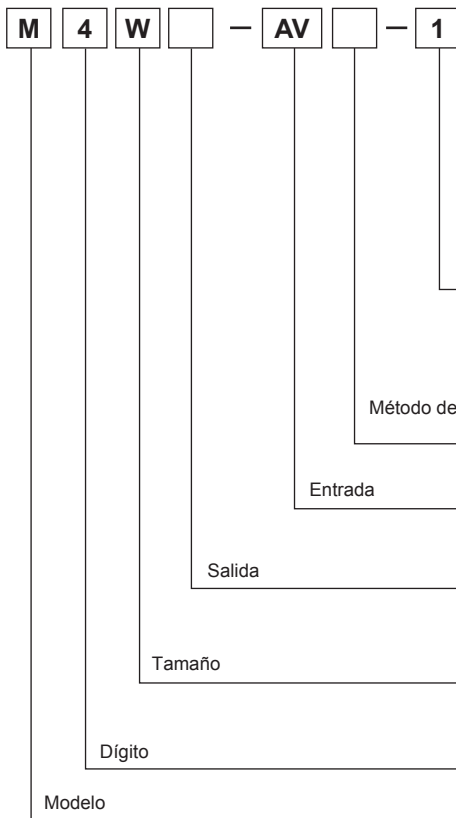 M 4 W – AV – 1
Método de
Entrada
Salida
Tamaño
Dígito
Modelo